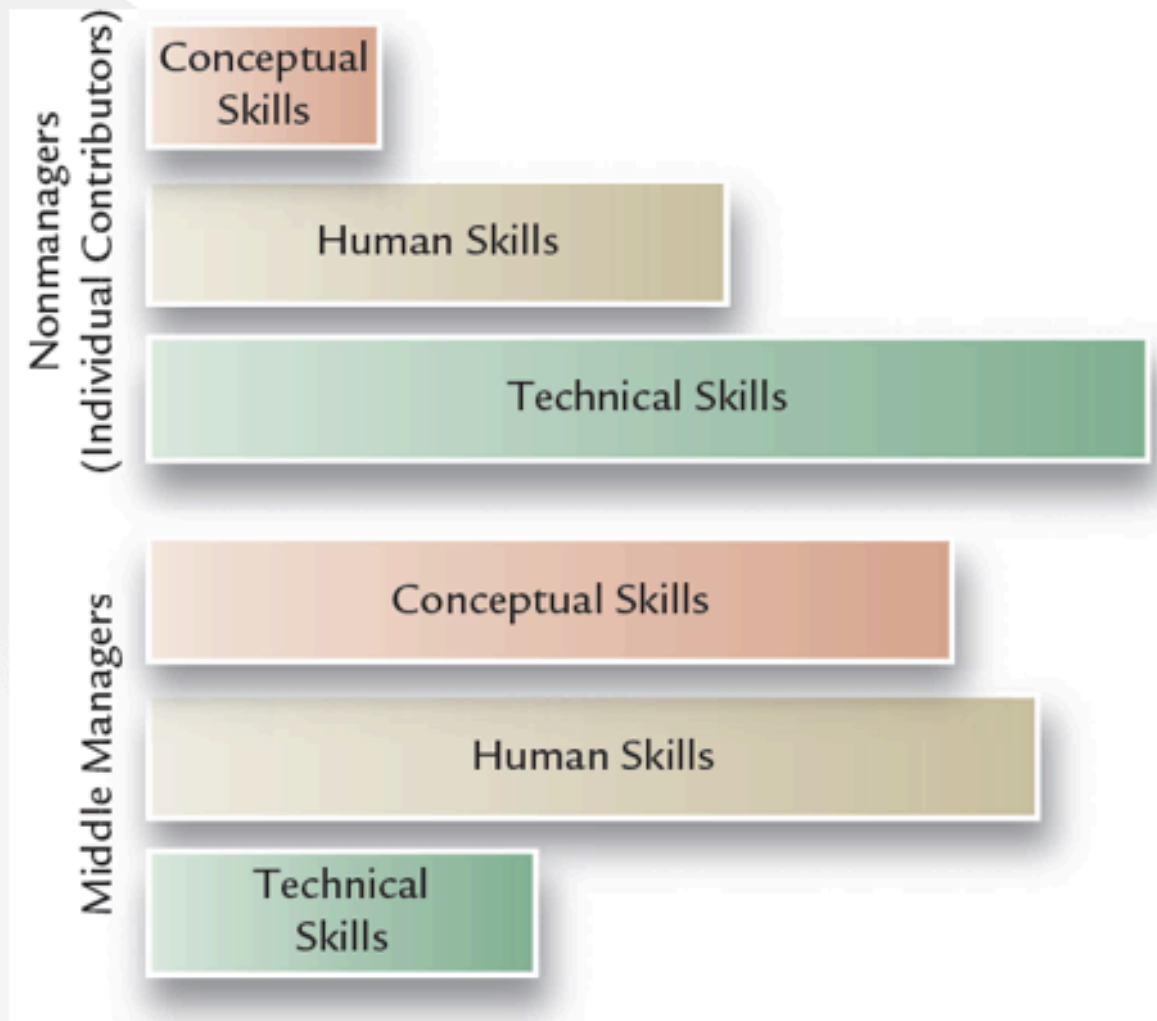 Nonmanagers
(Individual Contributors)
Conceptual
Skills
Human Skills
Technical Skills
Middle Managers
Conceptual Skills
Human Skills
Technical
Skills